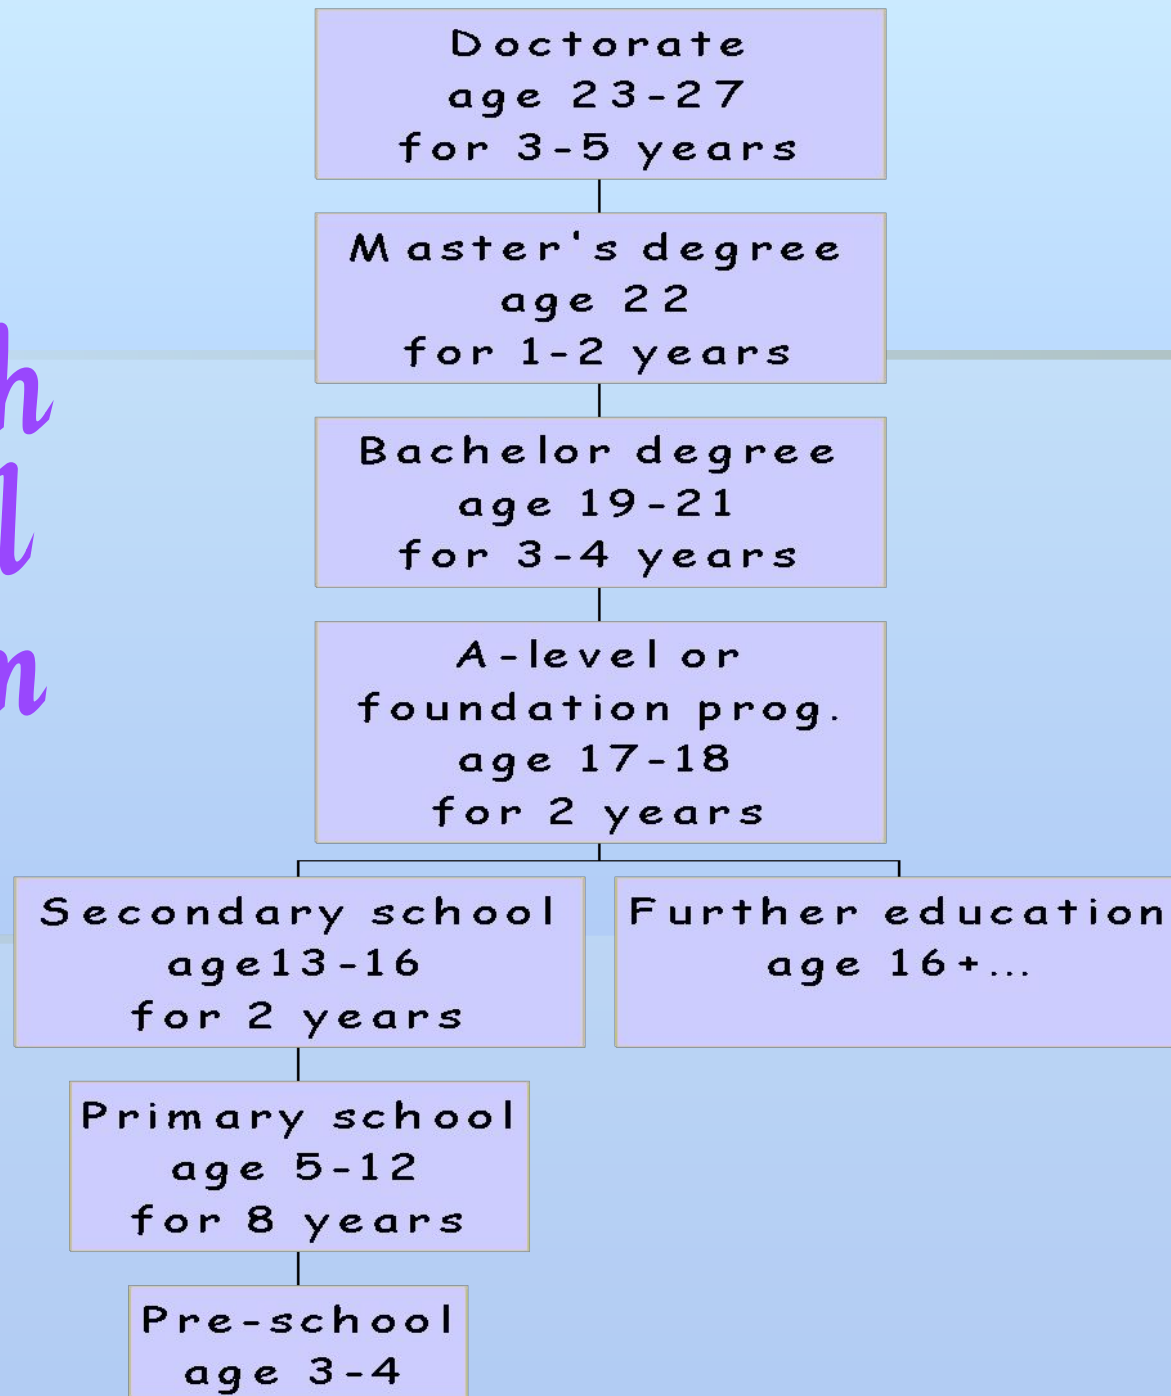 Doctorate
age 23-27
for 3-5 years
Master's degree
age 22
for 1-2 years
Bachelor degree
age 19-21
for 3-4 years
A-level or
foundation prog.
age 17-18
for 2 years
Secondary school
age13-16
for 2 years
Further education
age 16+...
Primary school
age 5-12
for 8 years
Pre-school
age 3-4